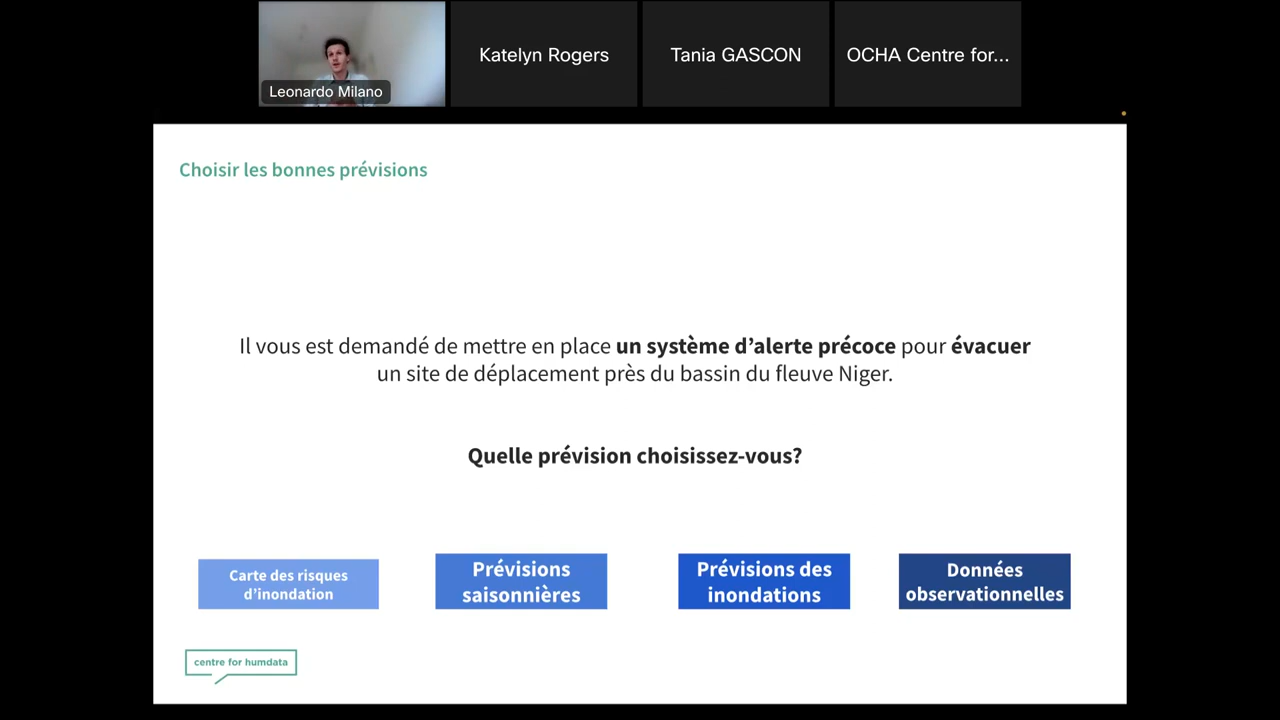 Leonardo Milano
Katelyn Rogers
Tania GASCON
OCHA Centre for...
Choisir les bonnes prévisions
Il vous est demandé de mettre en place un système d'alerte précoce pour évacuer
un site de déplacement près du bassin du fleuve Niger.
Quelle prévision choisissez-vous?
Carte des risques
d'inondation
Prévisions
saisonnières
Prévisions des
inondations
Données
observationnelles
centre for humdata